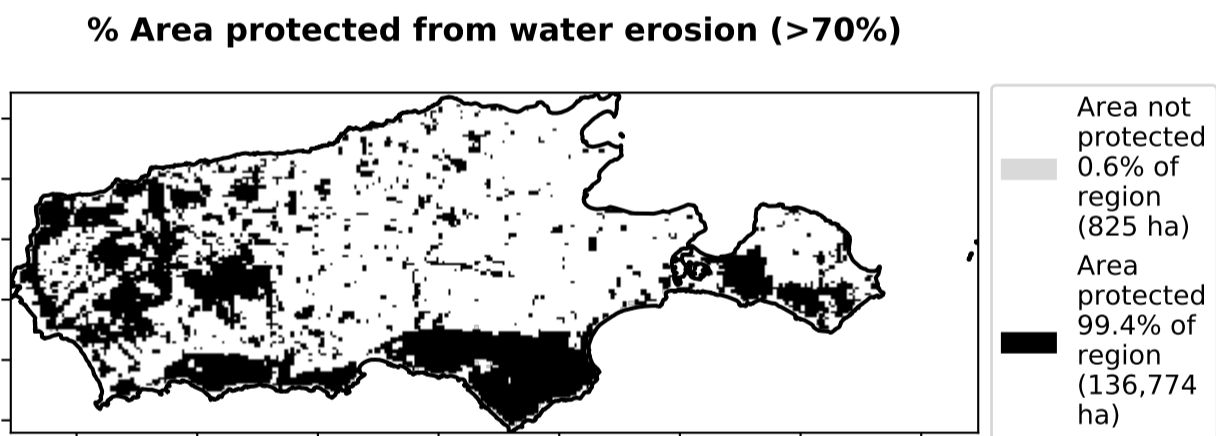 % Area protected from water erosion (>70%)
Area not
protected
0.6% of
region
(825 ha)
Area
protected
99.4% of
region
(136,774
ha)